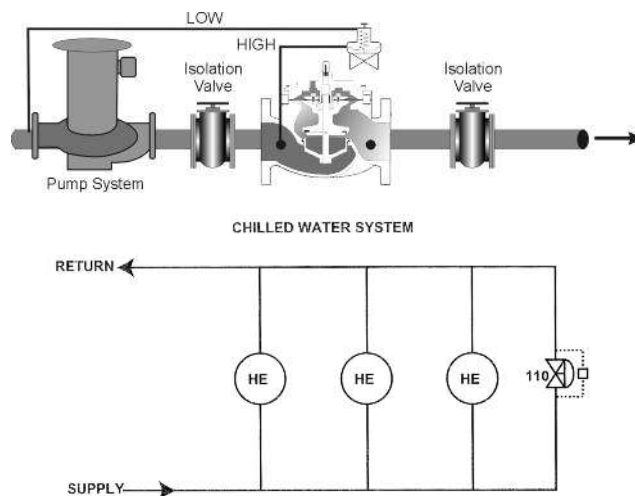 LOW
HIGH
Isolation
Valve
Isolation
Valve
Pump System
CHILLED WATER SYSTEM
RETURN
HE
HE
HE
110
SUPPLY